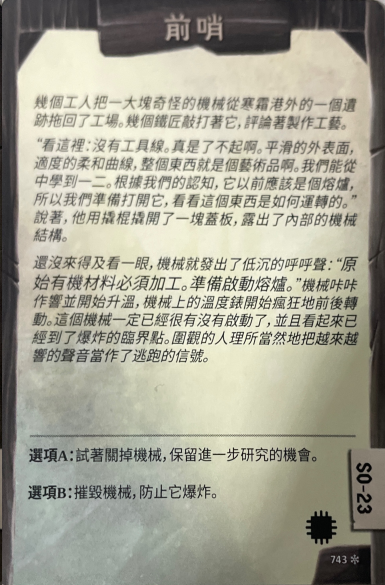 前哨
幾個工人把一大塊奇怪的機械從寒霜港外的一個遺
跡拖回了工場。幾個鐵匠敲打著它，評論著製作工藝。
“看這裡：沒有工具線。真是了不起啊。平滑的外表面，
適度的柔和曲線，整個東西就是個藝術品啊。我們能從
中學到一二。根據我們的認知，它以前應該是個熔爐，
所以我們準備打開它，看看這個東西是如何運轉的。”
說著，他用撬棍撬開了一塊蓋板，露出了內部的機械
結構。
還沒來得及看一眼，機械就發出了低沉的呼呼聲：“原
始有機材料必須加工。準備啟動熔爐。”機械咔咔
作響並開始升溫，機械上的溫度錶開始瘋狂地前後轉
動。這個機械一定已經很有沒有啟動了，並且看起來已
經到了爆炸的臨界點。圍觀的人理所當然地把越來越
響的聲音當作了逃跑的信號。
選項A：試著關掉機械，保留進一步研究的機會。
選項B：摧毀機械，防止它爆炸。
SO-23
743